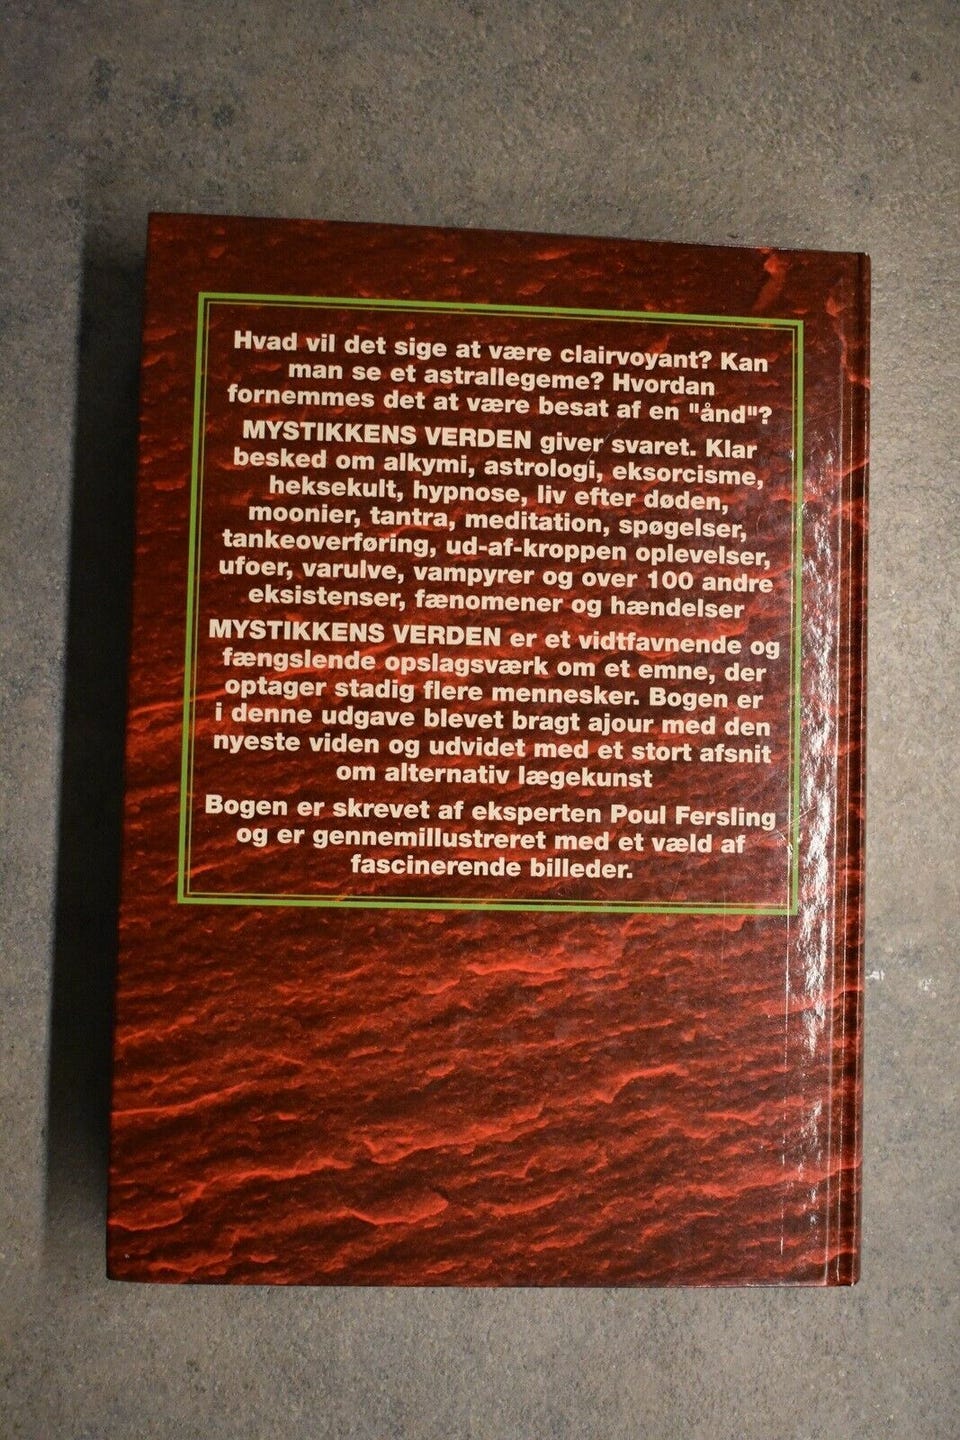 Hvad vil det sige at være clairvoyant? Kan
man se et astrallegeme? Hvordan
fornemmes det at være besat af en "ånd"?
MYSTIKKENS VERDEN giver svaret. Klar
besked om alkymi, astrologi, eksorcisme,
heksekult, hypnose, liv efter døden,
moonier, tantra, meditation, spøgelser,
tankeoverføring, ud-af-kroppen oplevelser,
ufoer, varulve, vampyrer og over 100 andre
eksistenser, fænomener og hændelser
MYSTIKKENS VERDEN er et vidtfavnende og
fængslende opslagsværk om et emne, der
optager stadig flere mennesker. Bogen er
i denne udgave blevet bragt ajour med den
nyeste viden og udvidet med et stort afsnit
om alternativ lægekunst
Bogen er skrevet af eksperten Poul Fersling
og er gennemillustreret med et væld af
fascinerende billeder.